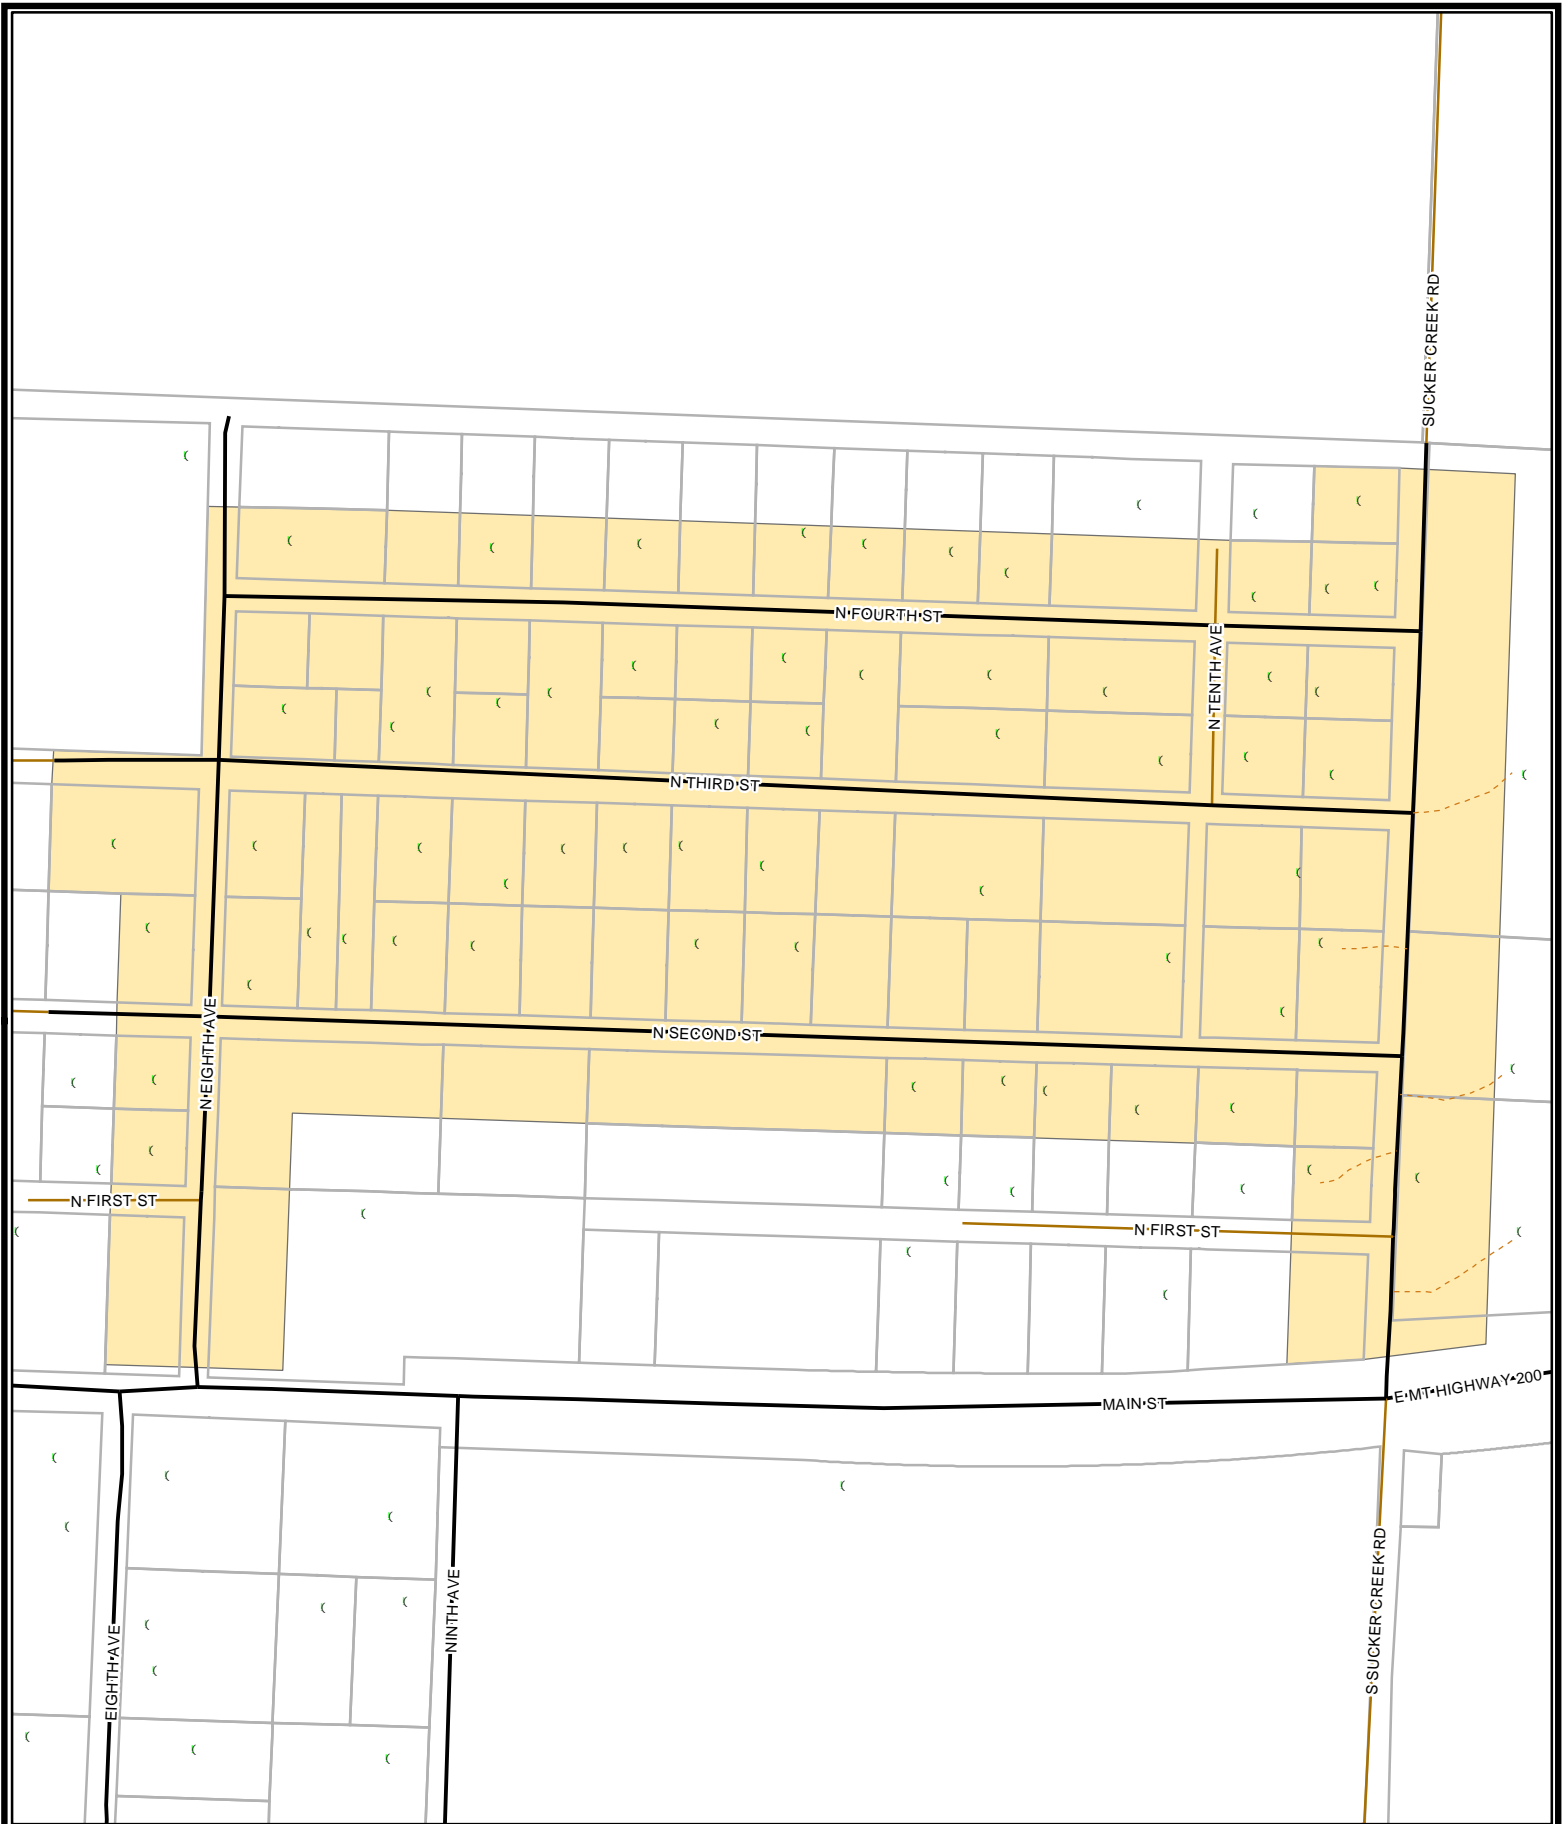 SUCKER CREEK RD
N FOURTH ST
N TENTH AVE
N THIRD ST
N EIGHTH AVE
N SECOND ST
N FIRST ST
N FIRST ST
MAIN ST
E MT HIGHWAY 200
EIGHTH AVE
NINTH AVE
S SUCKER CREEK RD